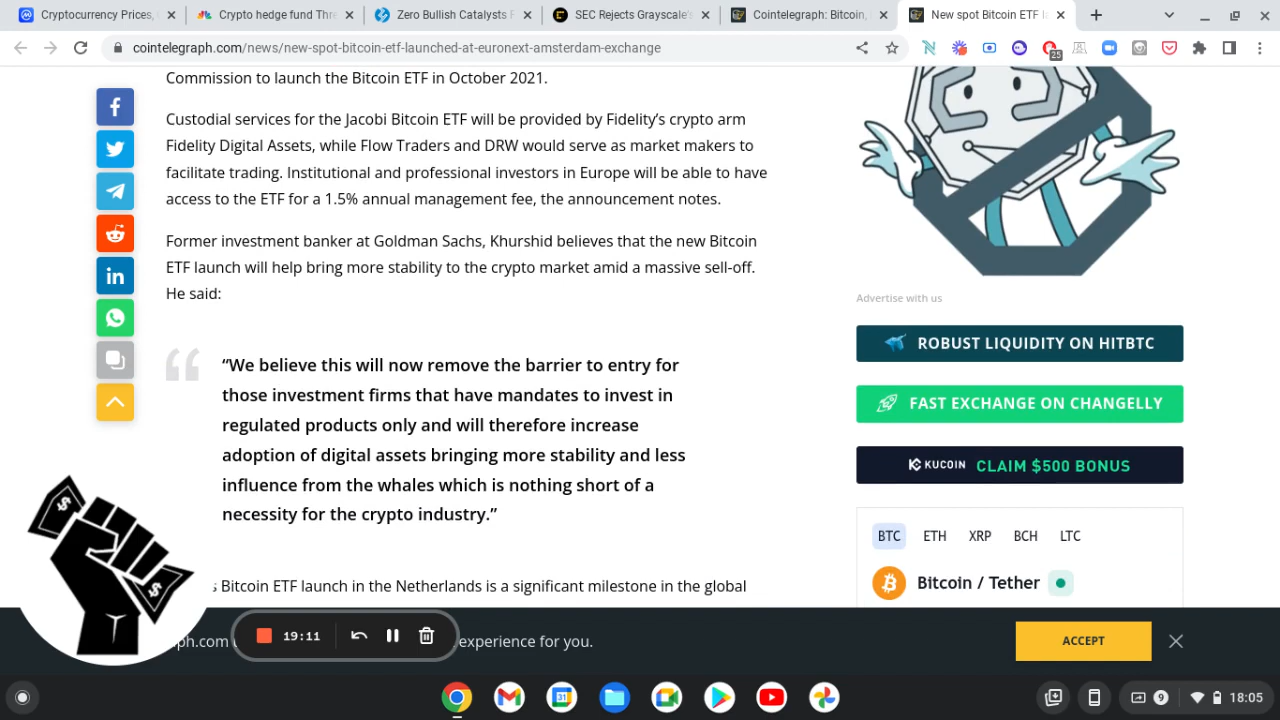 Cryptocurrency Prices,
Crypto hedge fund Thre
Zero Bullish Catalysts F
SEC Rejects Grayscale's
Cointelegraph: Bitcoin,
New spot Bitcoin ETF l
cointelegraph.com/news/new-spot-bitcoin-etf-launched-at-euronext-amsterdam-exchange
25
Commission to launch the Bitcoin ETF in October 2021.
Custodial services for the Jacobi Bitcoin ETF will be provided by Fidelity’s crypto arm
Fidelity Digital Assets, while Flow Traders and DRW would serve as market makers to
facilitate trading. Institutional and professional investors in Europe will be able to have
access to the ETF for a 1.5% annual management fee, the announcement notes.
Former investment banker at Goldman Sachs, Khurshid believes that the new Bitcoin
ETF launch will help bring more stability to the crypto market amid a massive sell-off.
He said:
“We believe this will now remove the barrier to entry for
those investment firms that have mandates to invest in
regulated products only and will therefore increase
adoption of digital assets bringing more stability and less
influence from the whales which is nothing short of a
necessity for the crypto industry.”
s Bitcoin ETF launch in the Netherlands is a significant milestone in the global
Advertise with us
ROBUST LIQUIDITY ON HITBTC
FAST EXCHANGE ON CHANGELLY
KUCOIN CLAIM $500 BONUS
BTC ETH XRP BCH LTC
Bitcoin / Tether
$
$
ph.com
experience for you.
19:11
ACCEPT
31
9
18:05